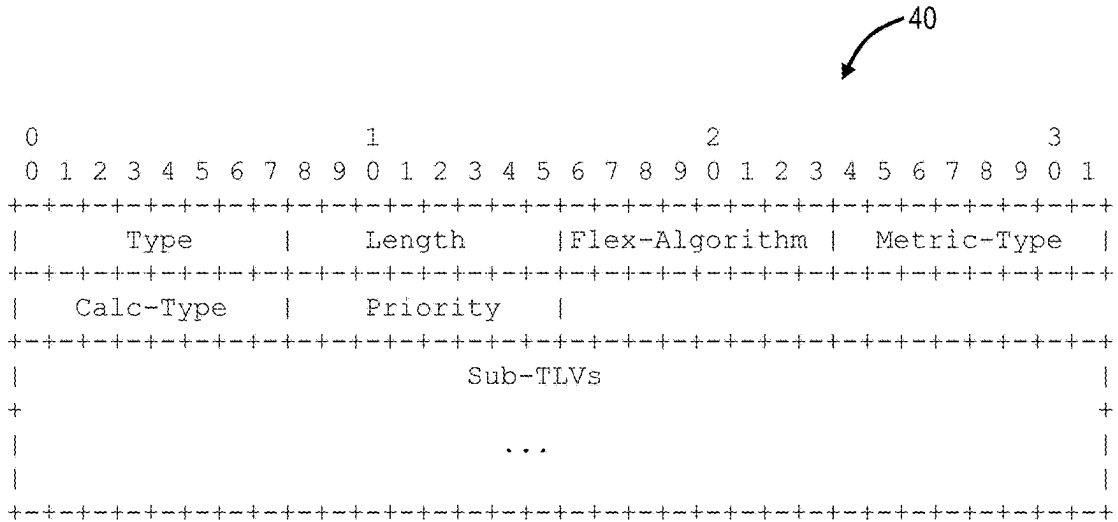 40
0                   1                   2                   3
0 1 2 3 4 5 6 7 8 9 0 1 2 3 4 5 6 7 8 9 0 1 2 3 4 5 6 7 8 9 0 1
+-+-+-+-+-+-+-+-+-+-+-+-+-+-+-+-+-+-+-+-+-+-+-+-+-+-+-+-+-+-+-+-+
|      Type     |     Length    |Flex-Algorithm |  Metric-Type  |
+-+-+-+-+-+-+-+-+-+-+-+-+-+-+-+-+-+-+-+-+-+-+-+-+-+-+-+-+-+-+-+-+
|   Calc-Type   |    Priority   |
+-+-+-+-+-+-+-+-+-+-+-+-+-+-+-+-+-+-+-+-+-+-+-+-+-+-+-+-+-+-+-+-+
|                          Sub-TLVs                             |
+                                                               +
|                            ...                                |
|                                                               |
+-+-+-+-+-+-+-+-+-+-+-+-+-+-+-+-+-+-+-+-+-+-+-+-+-+-+-+-+-+-+-+-+